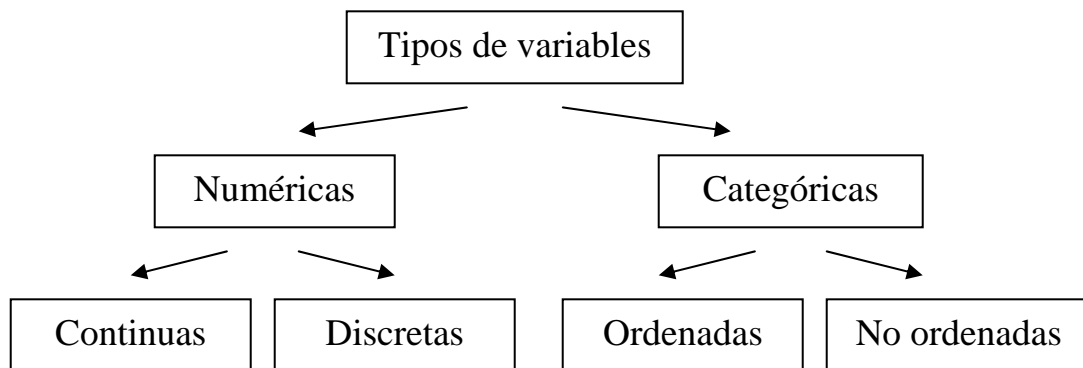 Tipos de variables
Numéricas
Categóricas
Continuas
Discretas
Ordenadas
No ordenadas